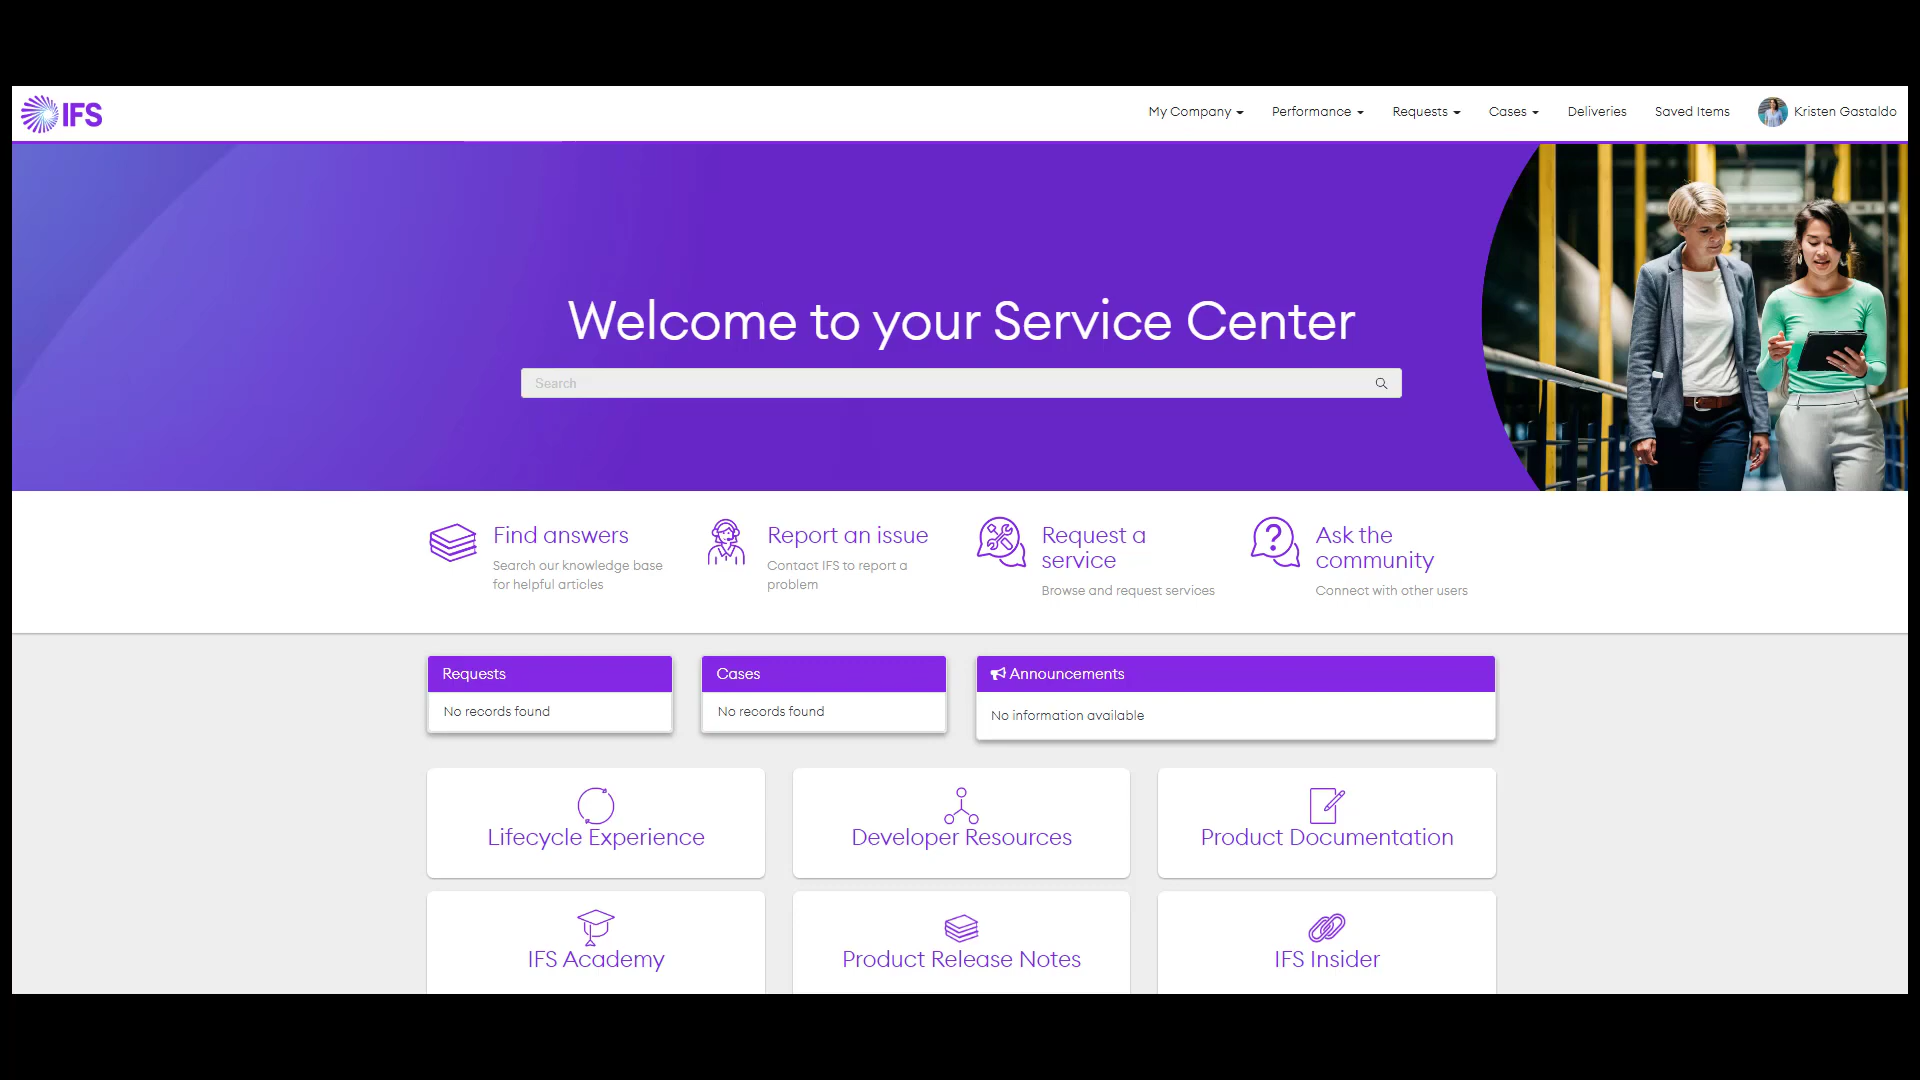 IFS
My Company
Performance
Requests
Cases
Deliveries
Saved Items
Kristen Gastaldo
Welcome to your Service Center
Search
Find answers
Search our knowledge base
for helpful articles
Report an issue
Contact IFS to report a
problem
Request a
service
Browse and request services
Ask the
community
Connect with other users
Requests
No records found
Cases
No records found
Announcements
No information available
Lifecycle Experience
Developer Resources
Product Documentation
IFS Academy
Product Release Notes
IFS Insider